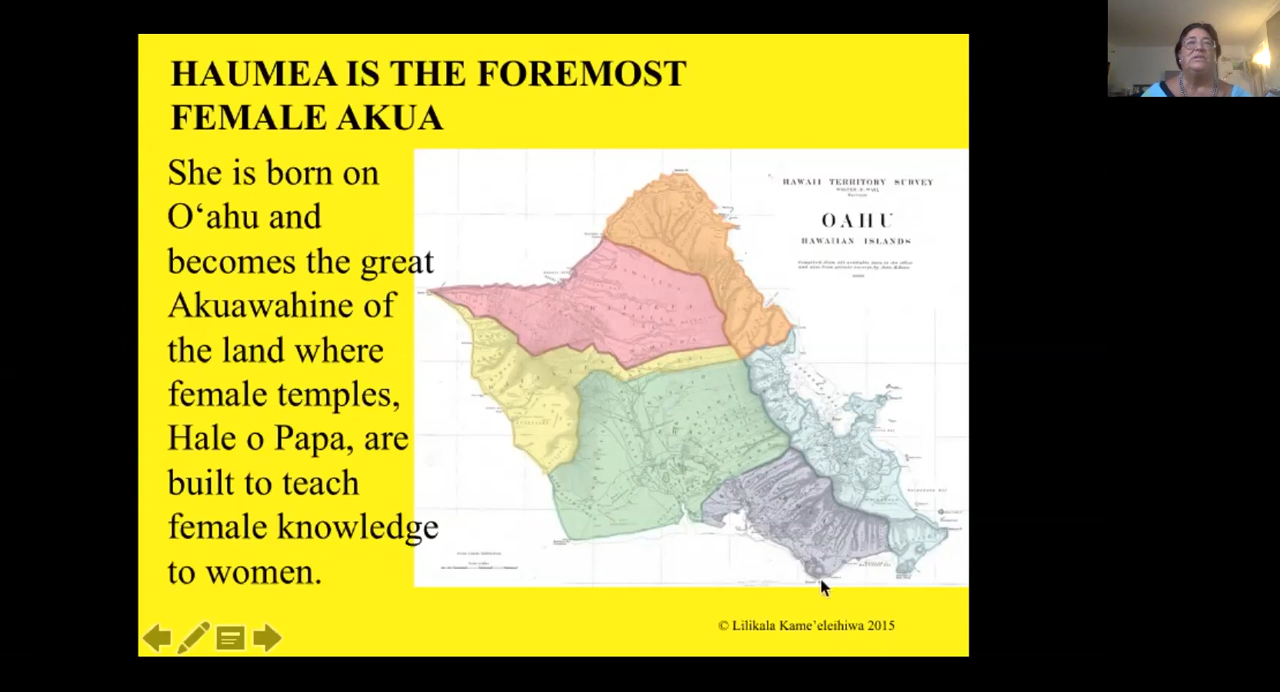 HAUMEA IS THE FOREMOST
FEMALE AKUA
She is born on
Oʻahu and
becomes the great
Akuawahine of
the land where
female temples,
Hale o Papa, are
built to teach
female knowledge
to women.
HAWAII TERRITORY SURVEY
OAHU
HAWAIIAN ISLANDS
© Lilikala Kame'eleihiwa 2015